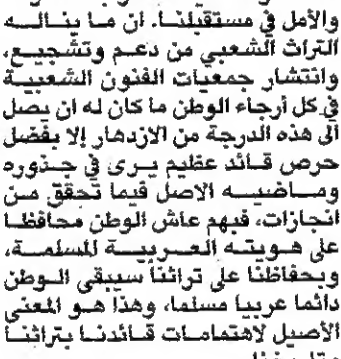 والأمل في مستقبلنا. ان ما يناله
التراث الشعبي من دعم وتشجيع،
وانتشار جمعيات الفنون الشعبية
في كل أرجاء الوطن ما كان له ان يصل
الى هذه الدرجة من الازدهار إلا بفضل
حرص قائد عظيم يرى في جذوره
وماضيه الاصل فيما تحقق من
انجازات، فبهم عاش الوطن محافظا
على هويته العربية المسلمة،
وبحفاظنا على تراثنا سيبقى الوطن
دائما عربيا مسلما، وهذا هو المعنى
الأصيل لاهتمامات قائدنا بتراثنا